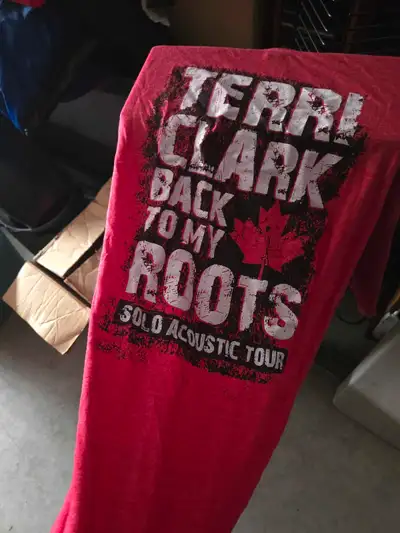 TERRI
CLARK
BACK
TO MY
ROOTS
SOLO ACOUSTIC TOUR